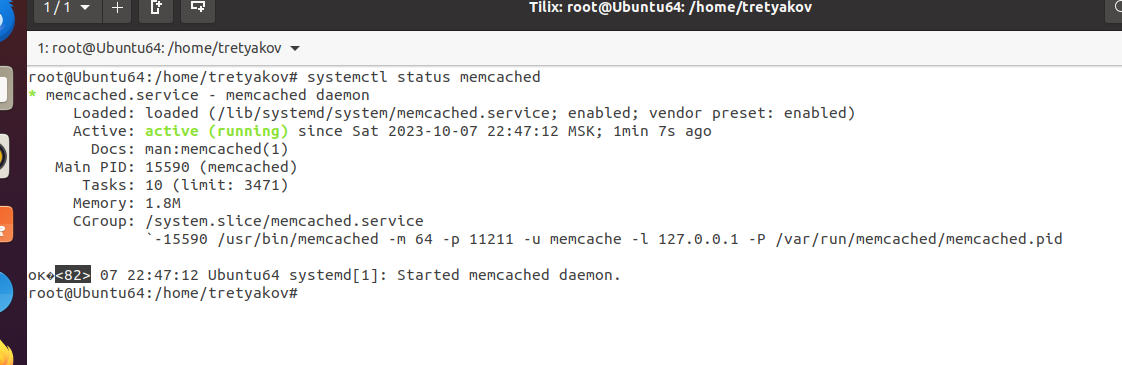 1 / 1
Tilix: root@Ubuntu64: /home/tretyakov
1: root@Ubuntu64: /home/tretyakov
root@Ubuntu64:/home/tretyakov# systemctl status memcached
* memcached.service - memcached daemon
Loaded: loaded (/lib/systemd/system/memcached.service; enabled; vendor preset: enabled)
Active: active (running) since Sat 2023-10-07 22:47:12 MSK; 1min 7s ago
Docs: man:memcached(1)
Main PID: 15590 (memcached)
Tasks: 10 (limit: 3471)
Memory: 1.8M
CGroup: /system.slice/memcached.service
`-15590 /usr/bin/memcached -m 64 -p 11211 -u memcache -l 127.0.0.1 -P /var/run/memcached/memcached.pid
ок�<82> 07 22:47:12 Ubuntu64 systemd[1]: Started memcached daemon.
root@Ubuntu64:/home/tretyakov#